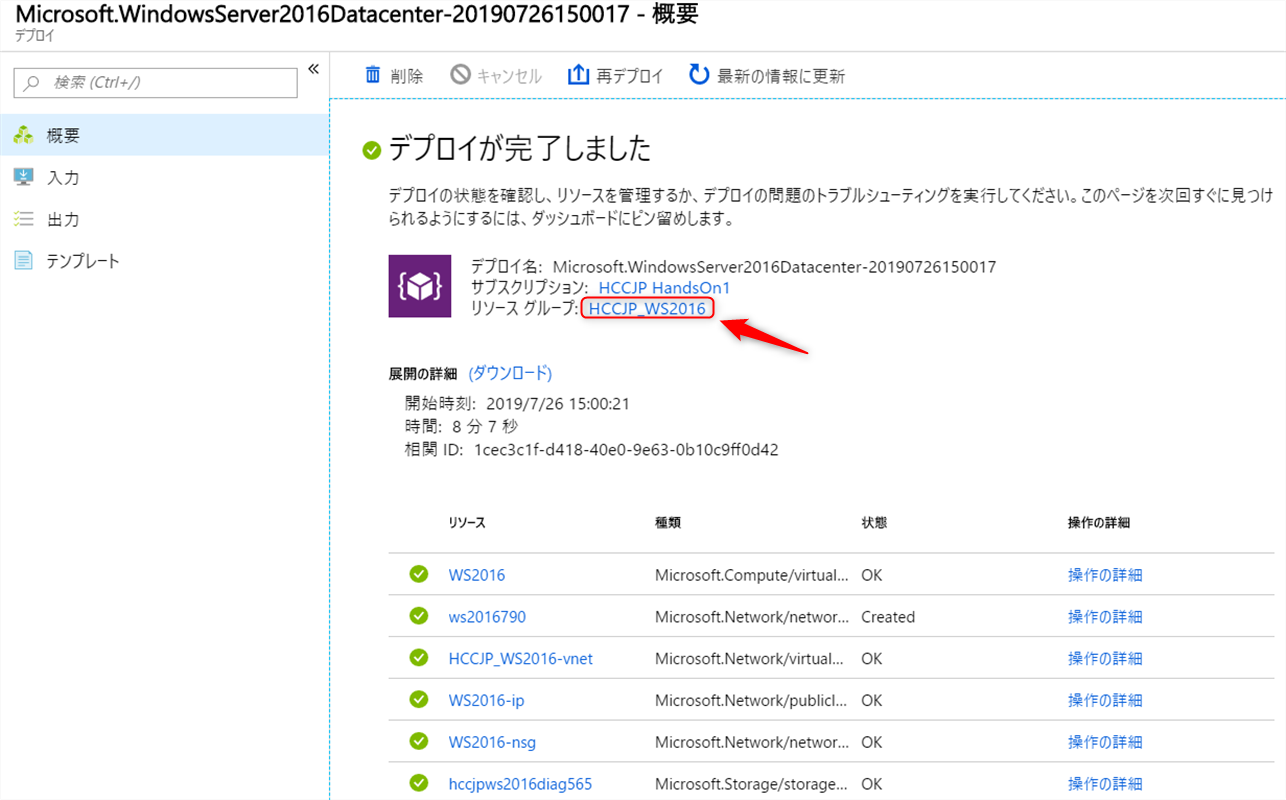 Microsoft.WindowsServer2016Datacenter-20190726150017 - 概要
デプロイ
検索 (Ctrl+/)
«
概要
入力
出力
テンプレート
削除 キャンセル 再デプロイ 最新の情報に更新
デプロイが完了しました
デプロイの状態を確認し、リソースを管理するか、デプロイの問題のトラブルシューティングを実行してください。このページを次回すぐに見つけ
られるようにするには、ダッシュボードにピン留めします。
デプロイ名: Microsoft.WindowsServer2016Datacenter-20190726150017
サブスクリプション: HCCJP HandsOn1
リソース グループ: HCCJP_WS2016
展開の詳細 (ダウンロード)
開始時刻: 2019/7/26 15:00:21
時間: 8 分 7 秒
相関 ID: 1cec3c1f-d418-40e0-9e63-0b10c9ff0d42
リソース 種類 状態 操作の詳細
WS2016 Microsoft.Compute/virtual... OK 操作の詳細
ws2016790 Microsoft.Network/networ... Created 操作の詳細
HCCJP_WS2016-vnet Microsoft.Network/virtual... OK 操作の詳細
WS2016-ip Microsoft.Network/publicI... OK 操作の詳細
WS2016-nsg Microsoft.Network/networ... OK 操作の詳細
hccjpws2016diag565 Microsoft.Storage/storage... OK 操作の詳細